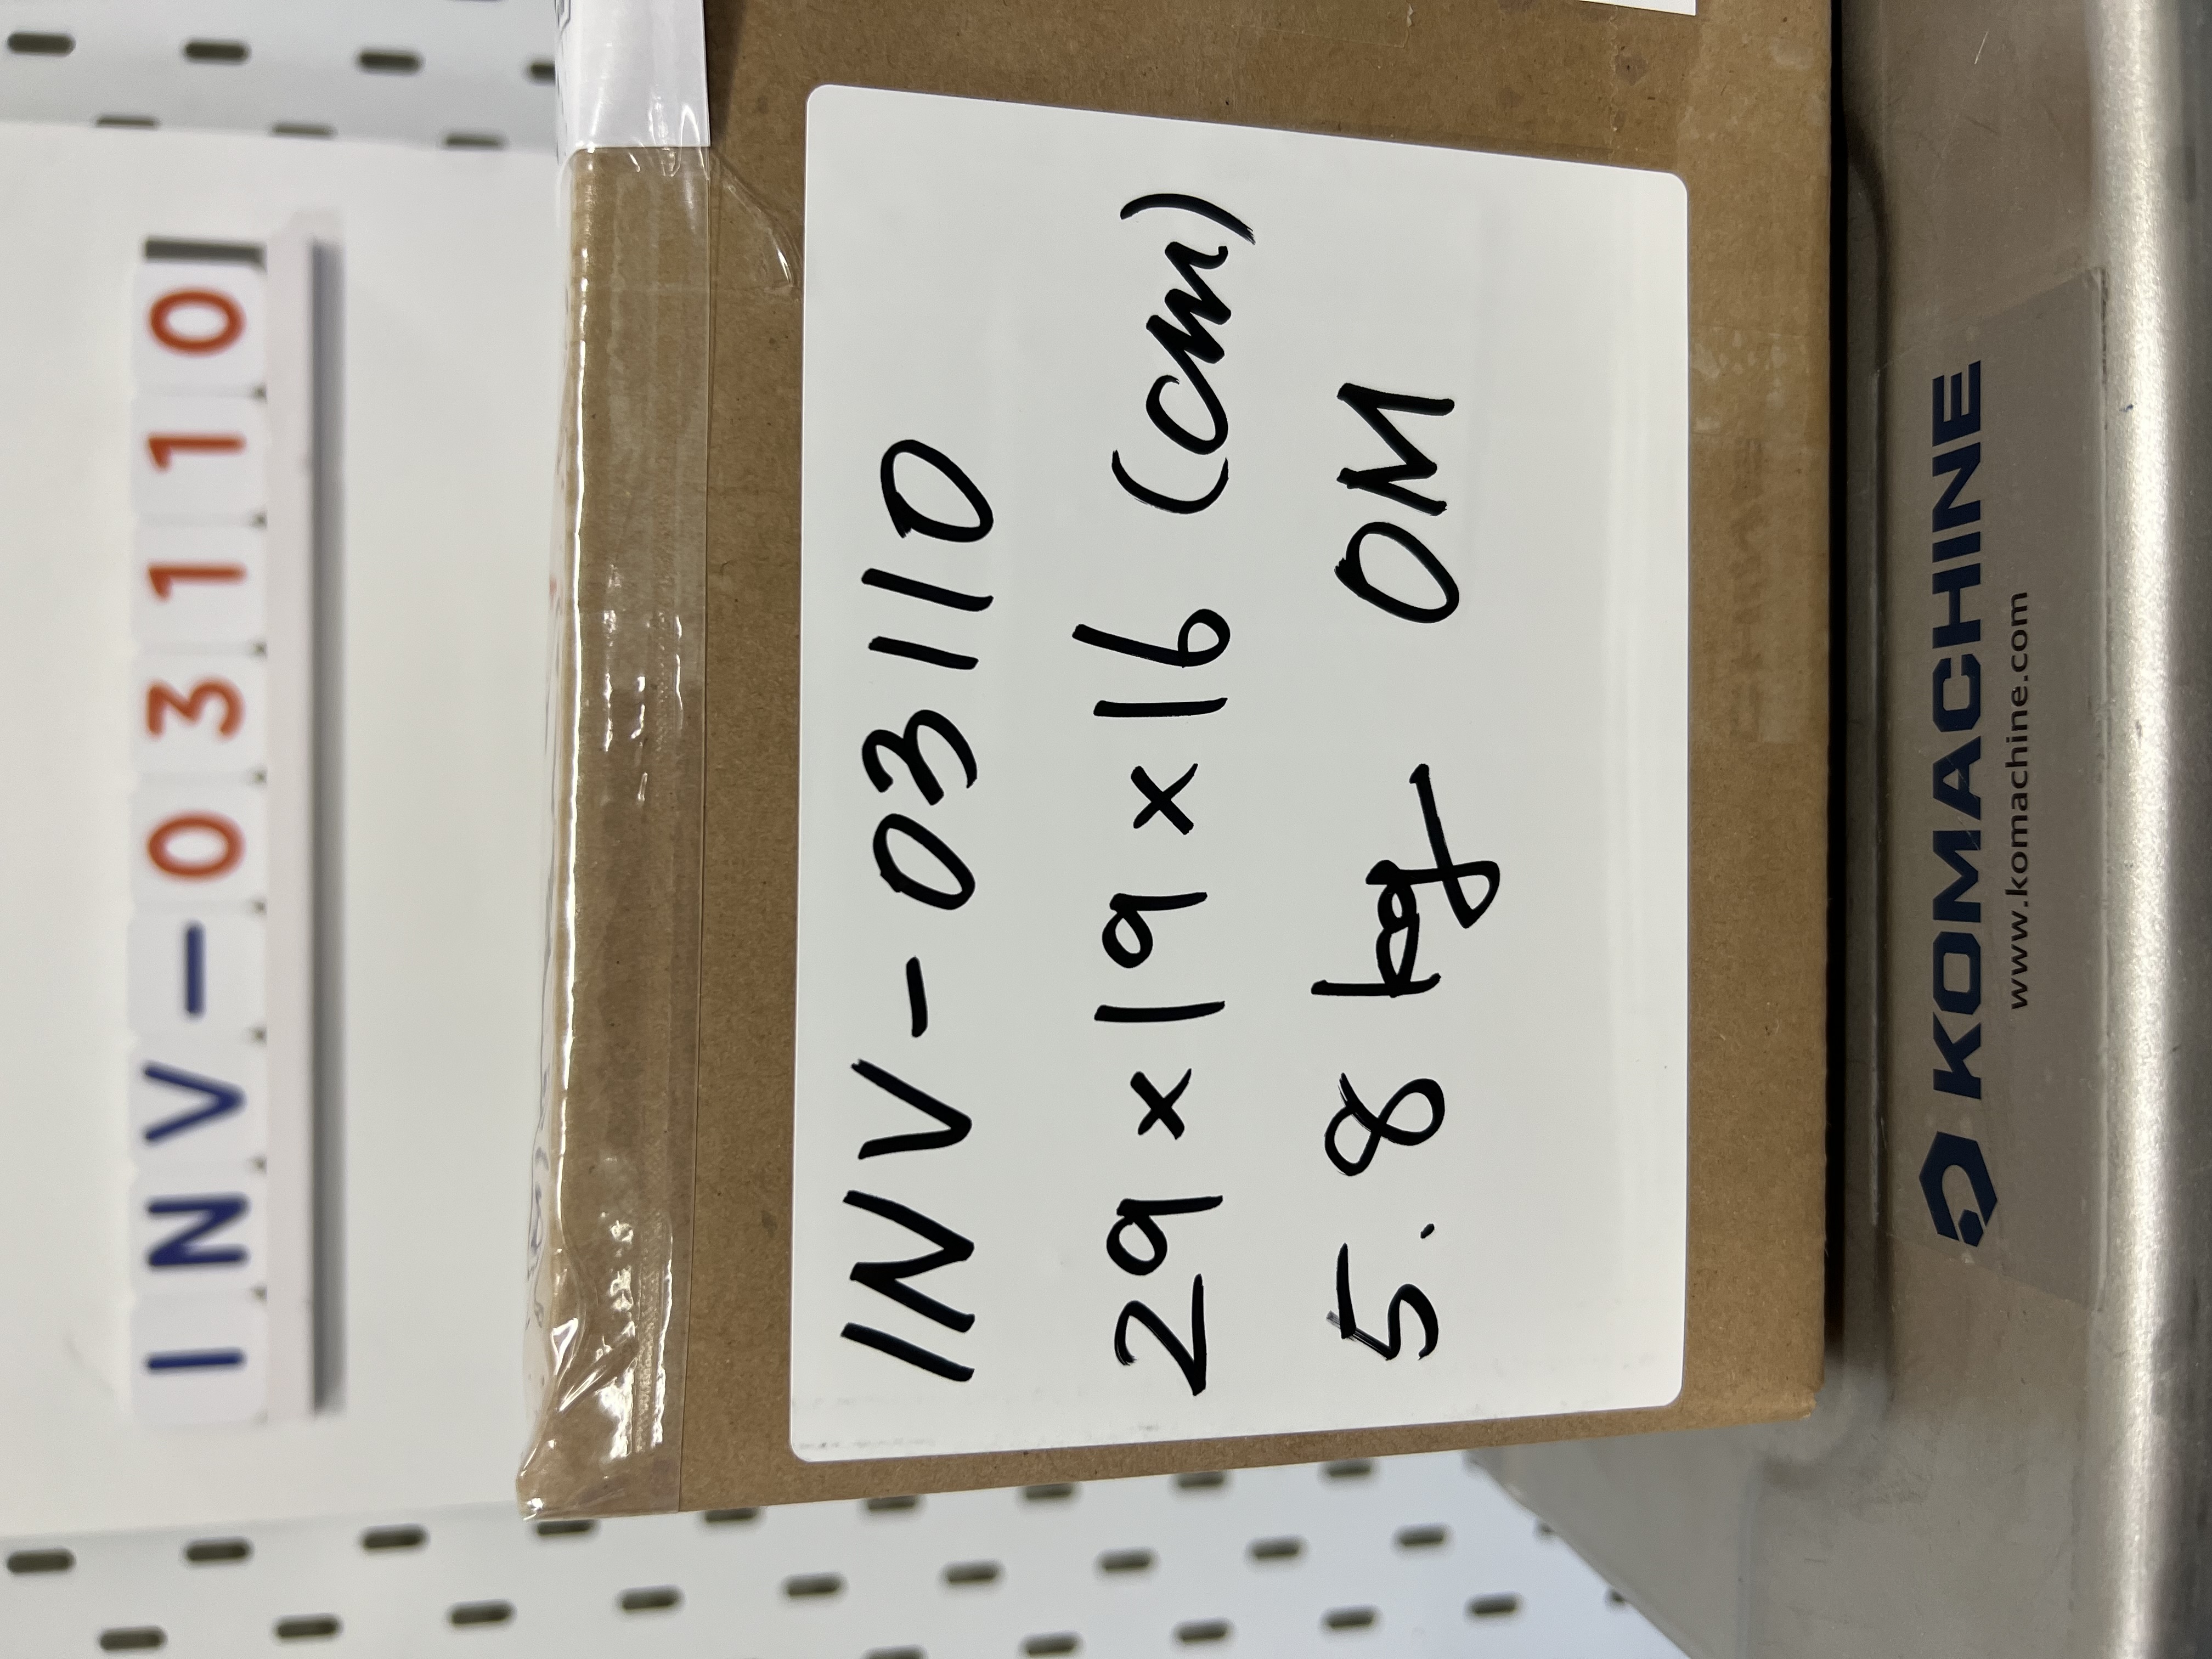 INV-03110
INV-03110
29 x 19 x 16 (cm)
5.8 kg OM
KOMACHINE
www.komachine.com